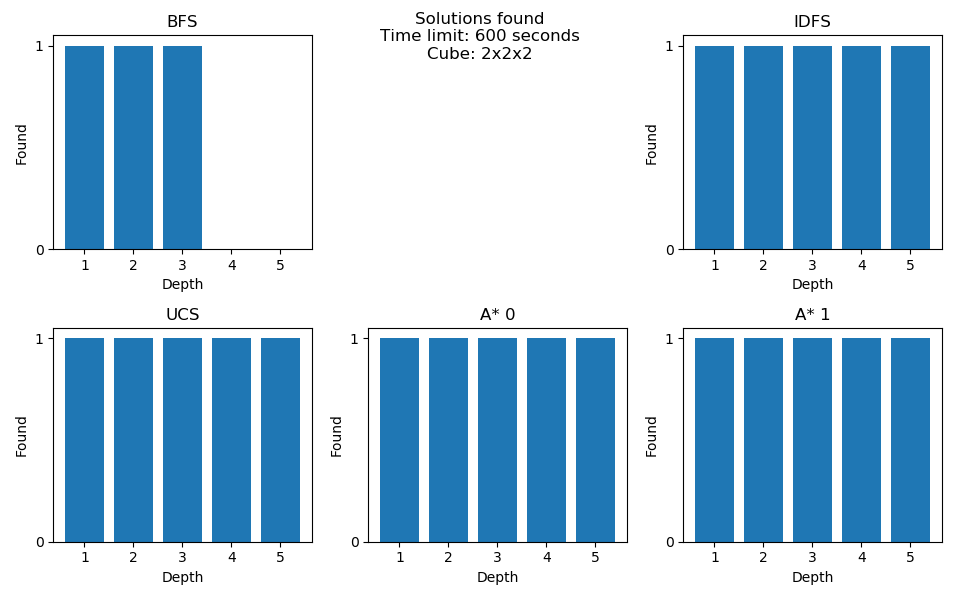 BFS
1
0
Found
1 2 3 4 5
Depth
Solutions found
Time limit: 600 seconds
Cube: 2x2x2
IDFS
1
0
Found
1 2 3 4 5
Depth
UCS
1
0
Found
1 2 3 4 5
Depth
A* 0
1
0
Found
1 2 3 4 5
Depth
A* 1
1
0
Found
1 2 3 4 5
Depth